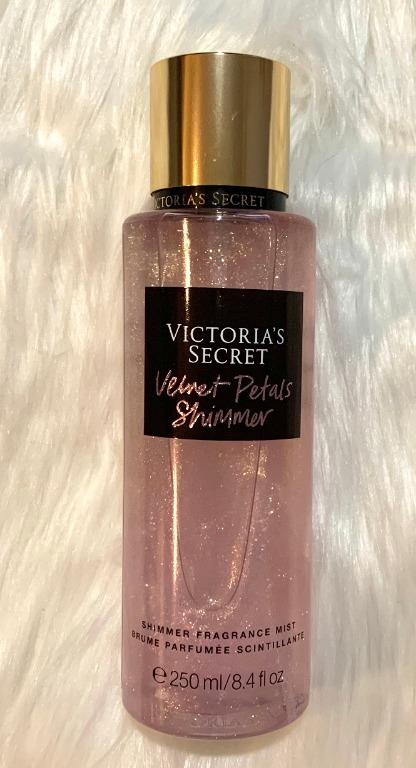 VICTORIA'S SECRET
VICTORIA'S
SECRET
Velvet Petals
Shimmer
SHIMMER FRAGRANCE MIST
BRUME PARFUMÉE SCINTILLANTE
℮ 250 ml/8.4 fl oz